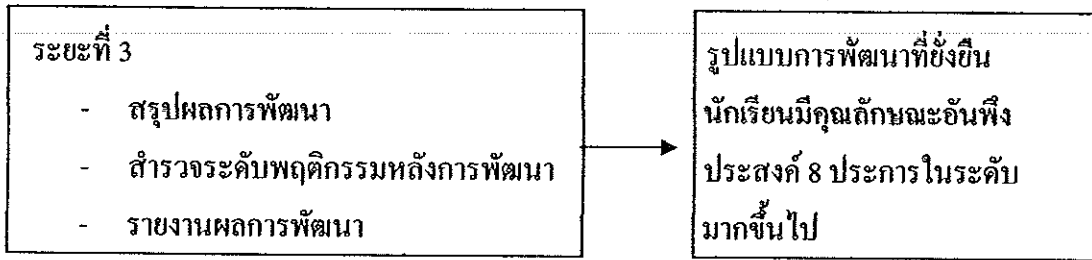 ระยะที่ 3
- สรุปผลการพัฒนา
- สำรวจระดับพฤติกรรมหลังการพัฒนา
- รายงานผลการพัฒนา
รูปแบบการพัฒนาที่ยั่งยืน
นักเรียนมีคุณลักษณะอันพึง
ประสงค์ 8 ประการในระดับ
มากขึ้นไป